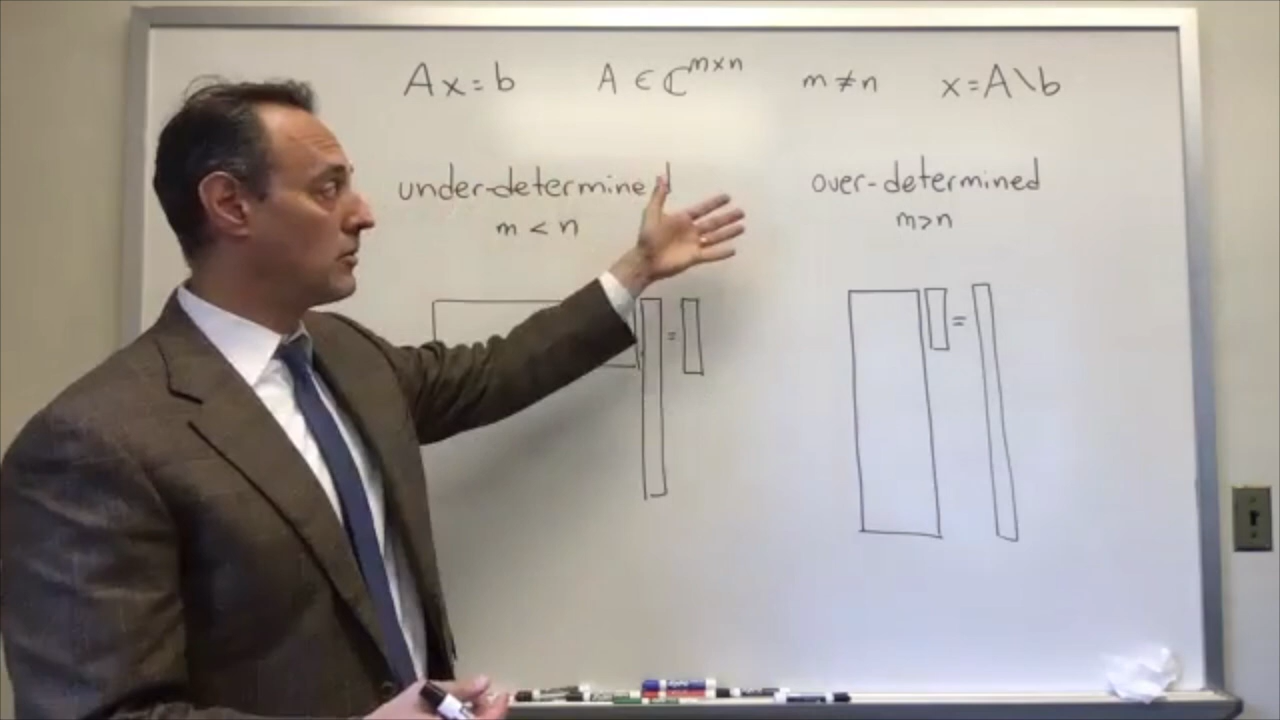 Ax=b A∈ℂ^{m×n} m≠n x=A\b
under-determined over-determined
m<n m>n
= =